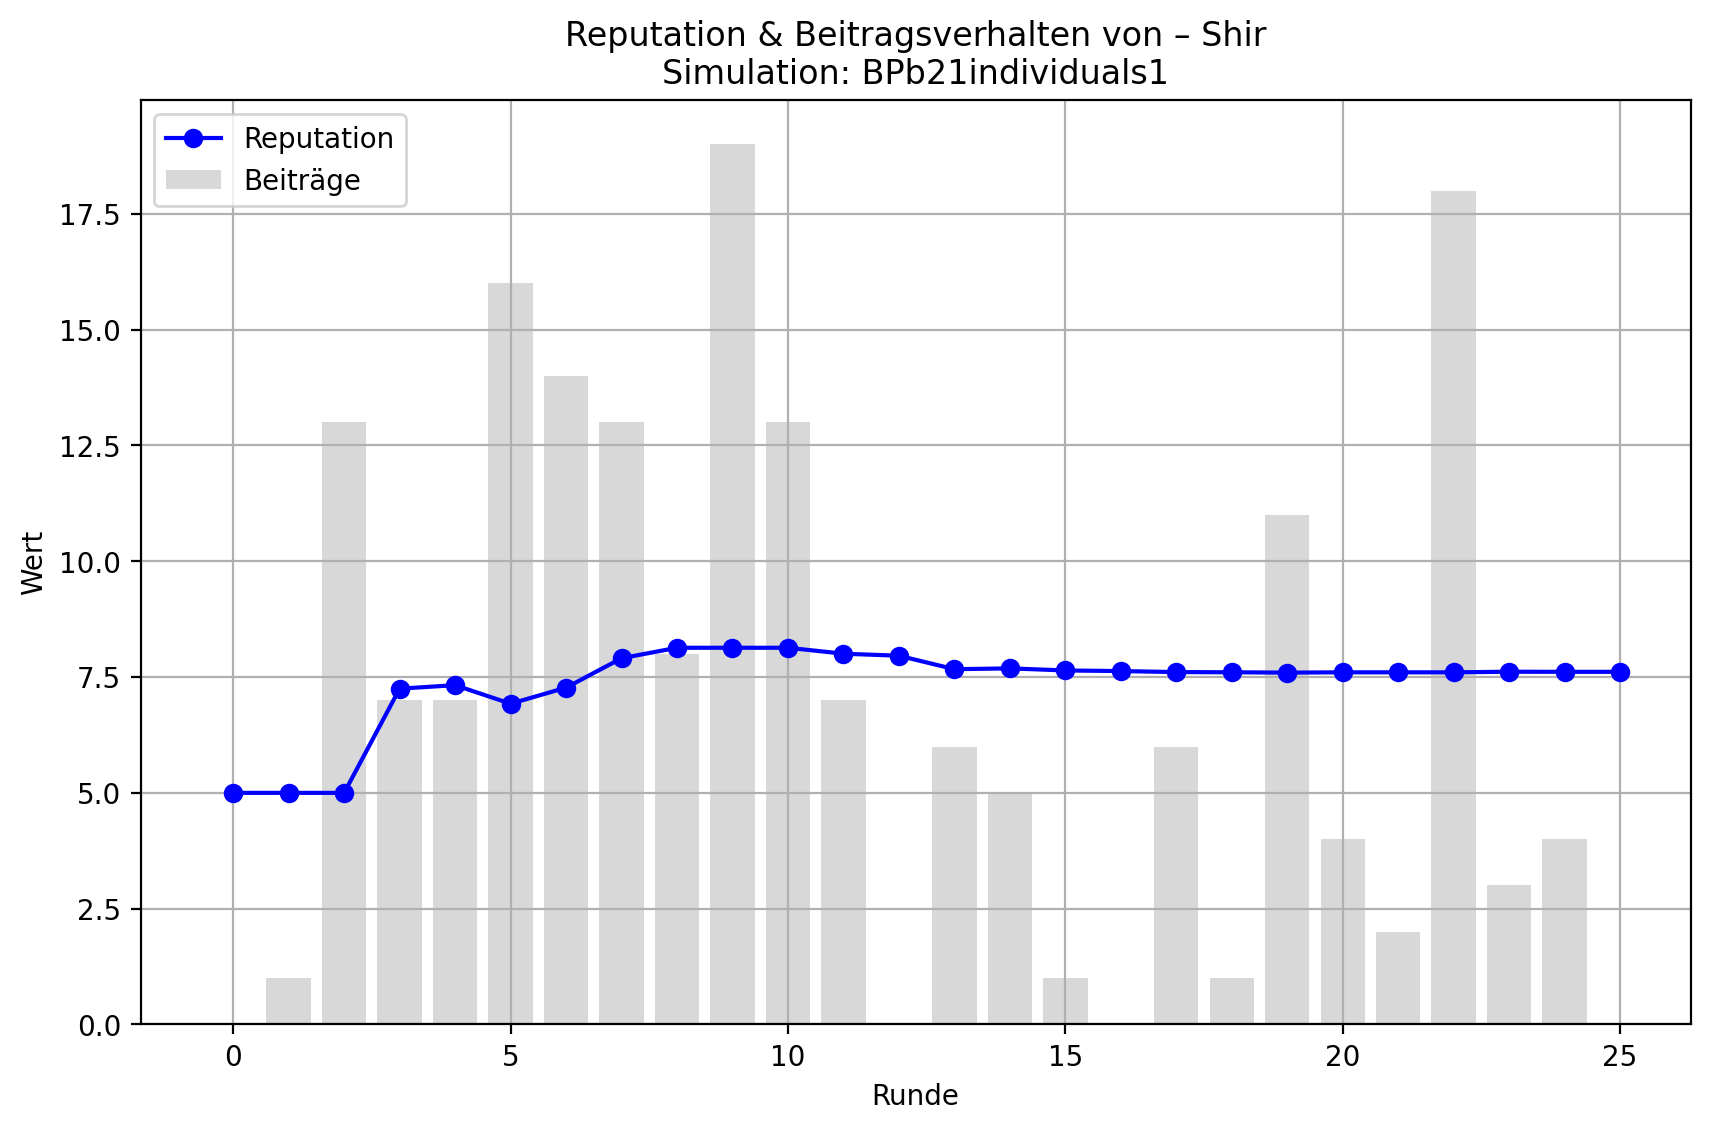 Reputation & Beitragsverhalten von – Shir
Simulation: BPb21individuals1
Reputation
Beiträge
17.5
15.0
12.5
10.0
7.5
5.0
2.5
0.0
Wert
0 5 10 15 20 25
Runde